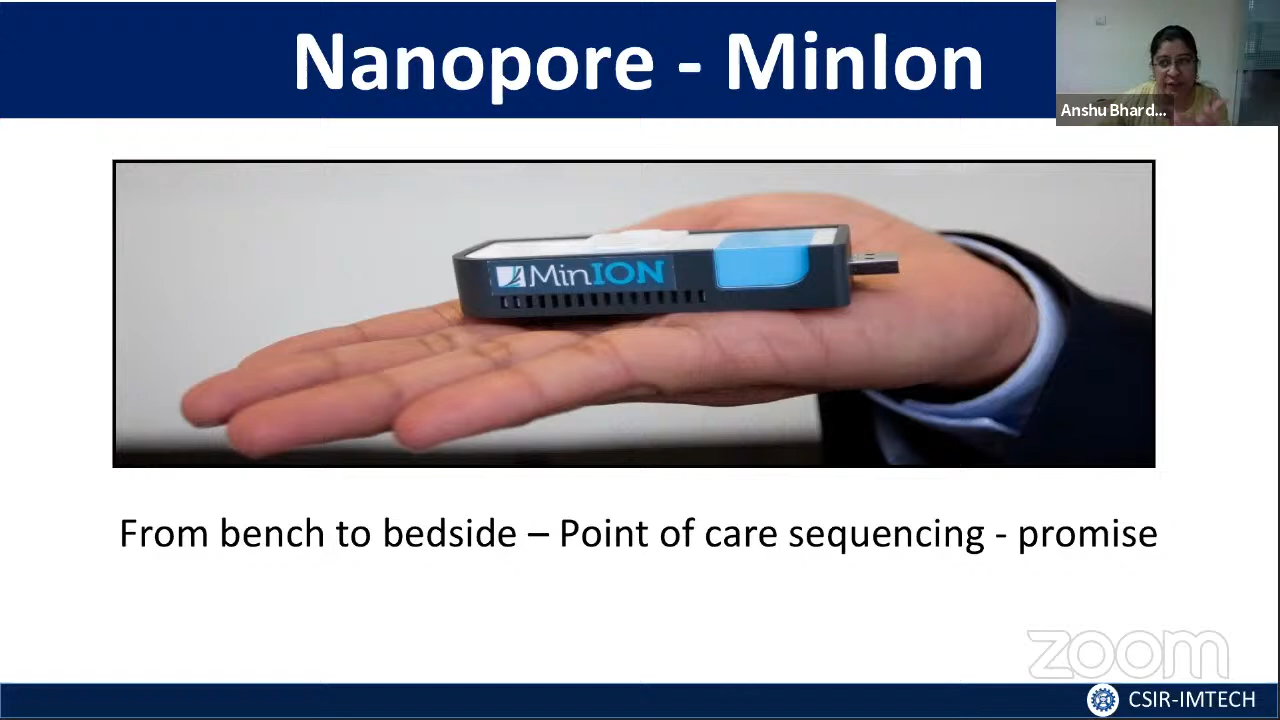 Nanopore - MinIon
Anshu Bhard...
MinION
From bench to bedside – Point of care sequencing - promise
zoom
CSIR-IMTECH